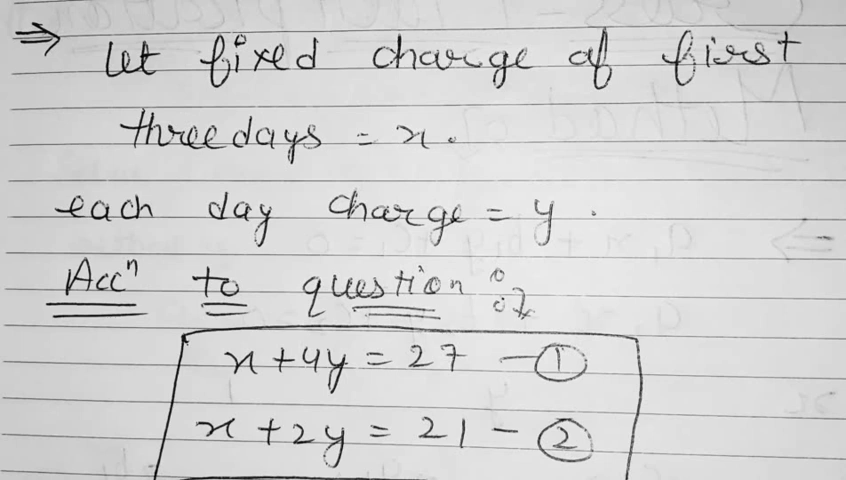 ⇒ Let fixed charge of first
three days = x.
each day charge = y.
Accⁿ to question :-
x + 4y = 27 — ①
x + 2y = 21 — ②